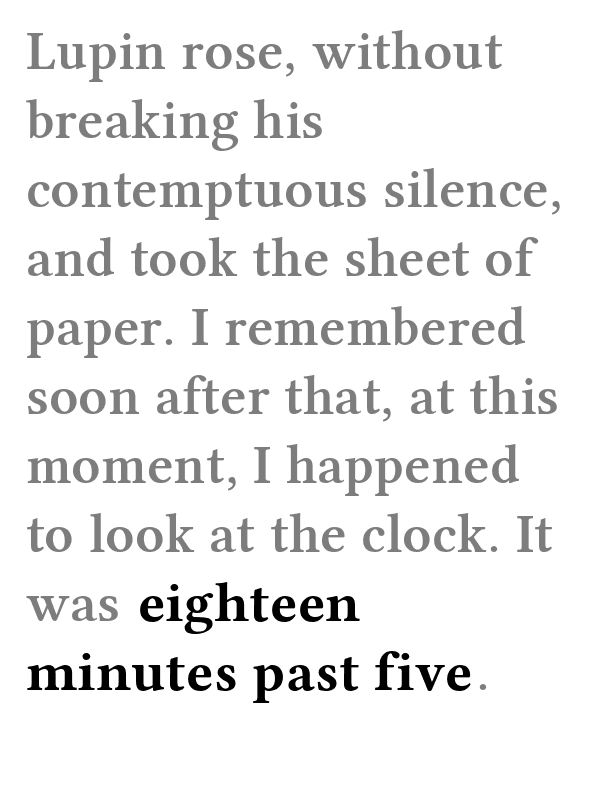 Lupin rose, without
breaking his
contemptuous silence,
and took the sheet of
paper. I remembered
soon after that, at this
moment, I happened
to look at the clock. It
was eighteen
minutes past five.